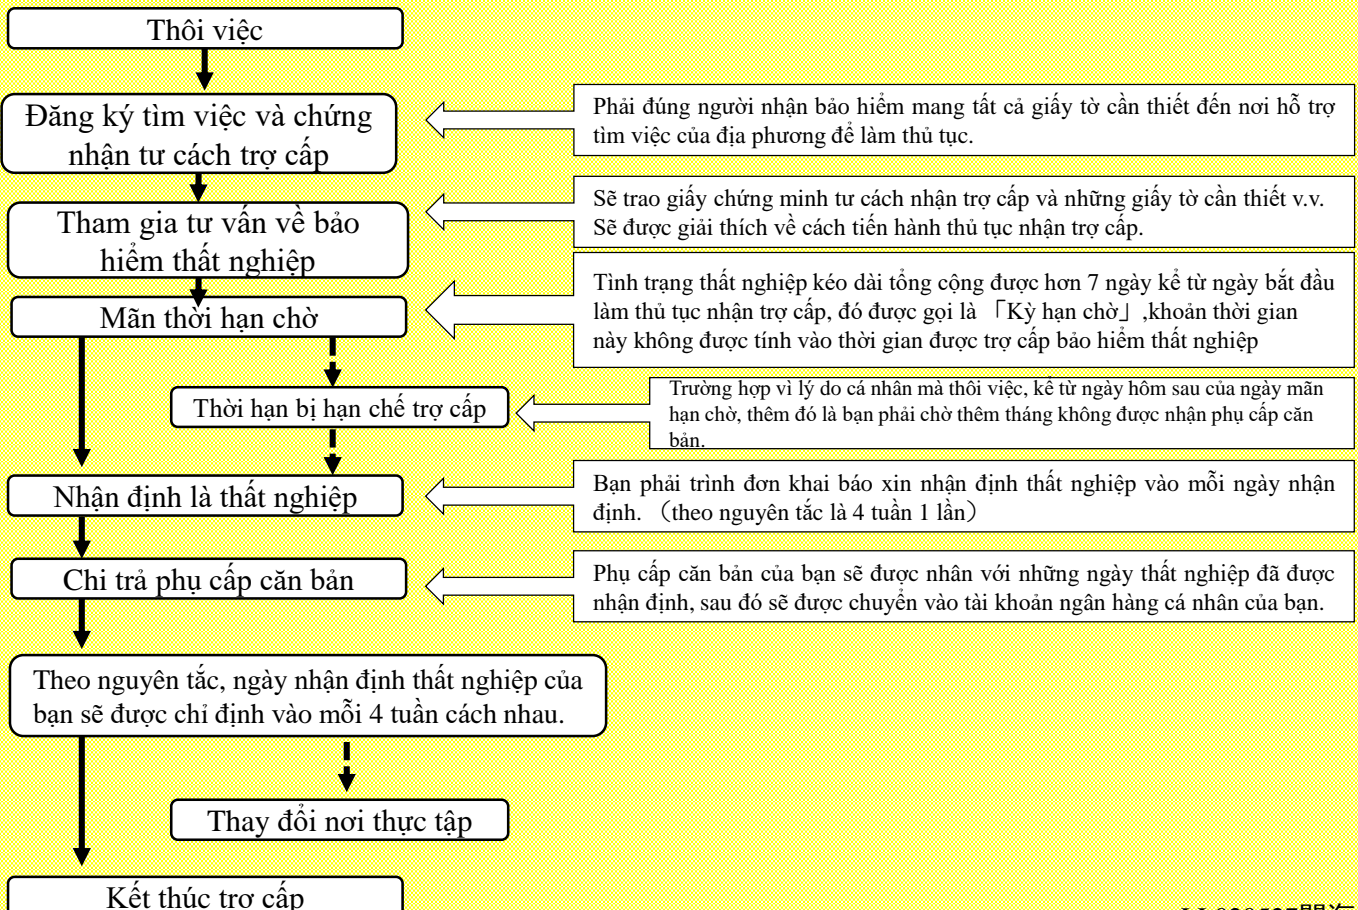 Thôi việc
Đăng ký tìm việc và chứng
nhận tư cách trợ cấp
Phải đúng người nhận bảo hiểm mang tất cả giấy tờ cần thiết đến nơi hỗ trợ
tìm việc của địa phương để làm thủ tục.
Tham gia tư vấn về bảo
hiểm thất nghiệp
Sẽ trao giấy chứng minh tư cách nhận trợ cấp và những giấy tờ cần thiết v.v.
Sẽ được giải thích về cách tiến hành thủ tục nhận trợ cấp.
Mãn thời hạn chờ
Tình trạng thất nghiệp kéo dài tổng cộng được hơn 7 ngày kể từ ngày bắt đầu
làm thủ tục nhận trợ cấp, đó được gọi là 「Kỳ hạn chờ」,khoản thời gian
này không được tính vào thời gian được trợ cấp bảo hiểm thất nghiệp
Thời hạn bị hạn chế trợ cấp
Trường hợp vì lý do cá nhân mà thôi việc, kể từ ngày hôm sau của ngày mãn
hạn chờ, thêm đó là bạn phải chờ thêm tháng không được nhận phụ cấp căn
bản.
Nhận định là thất nghiệp
Bạn phải trình đơn khai báo xin nhận định thất nghiệp vào mỗi ngày nhận
định. （theo nguyên tắc là 4 tuần 1 lần）
Chi trả phụ cấp căn bản
Phụ cấp căn bản của bạn sẽ được nhân với những ngày thất nghiệp đã được
nhận định, sau đó sẽ được chuyển vào tài khoản ngân hàng cá nhân của bạn.
Theo nguyên tắc, ngày nhận định thất nghiệp của
bạn sẽ được chỉ định vào mỗi 4 tuần cách nhau.
Thay đổi nơi thực tập
Kết thúc trợ cấp